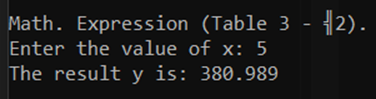 Math. Expression (Table 3 - ╣2).
Enter the value of x: 5
The result y is: 380.989